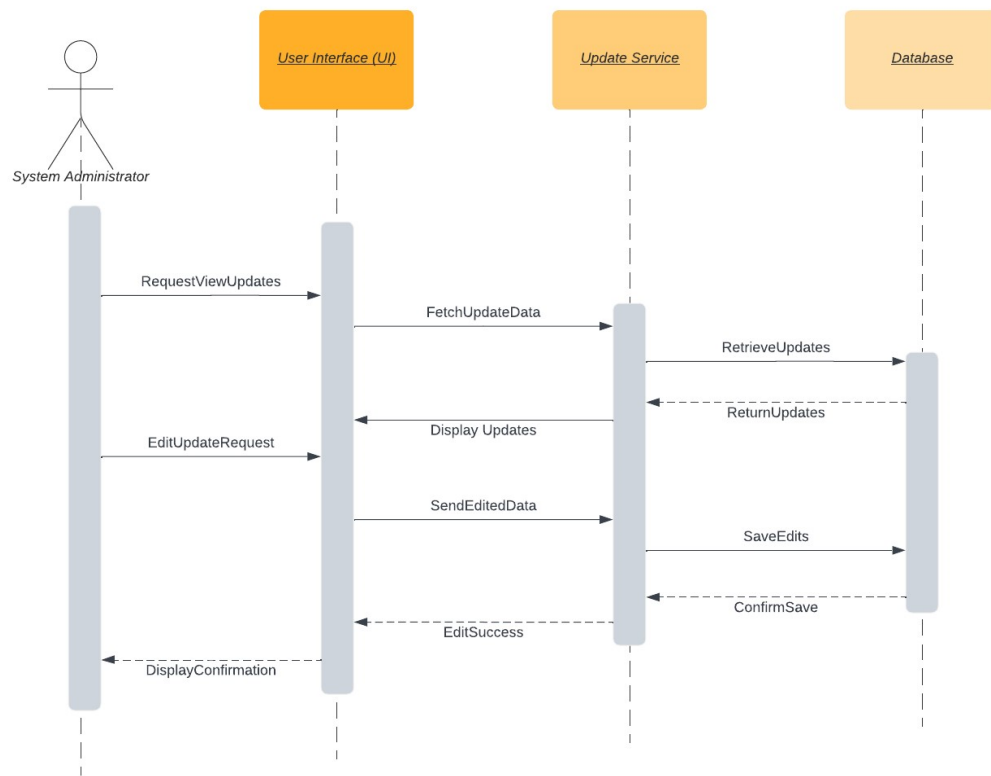 User Interface (UI)
Update Service
Database
System Administrator
RequestViewUpdates
FetchUpdateData
RetrieveUpdates
ReturnUpdates
Display Updates
EditUpdateRequest
SendEditedData
SaveEdits
ConfirmSave
EditSuccess
DisplayConfirmation